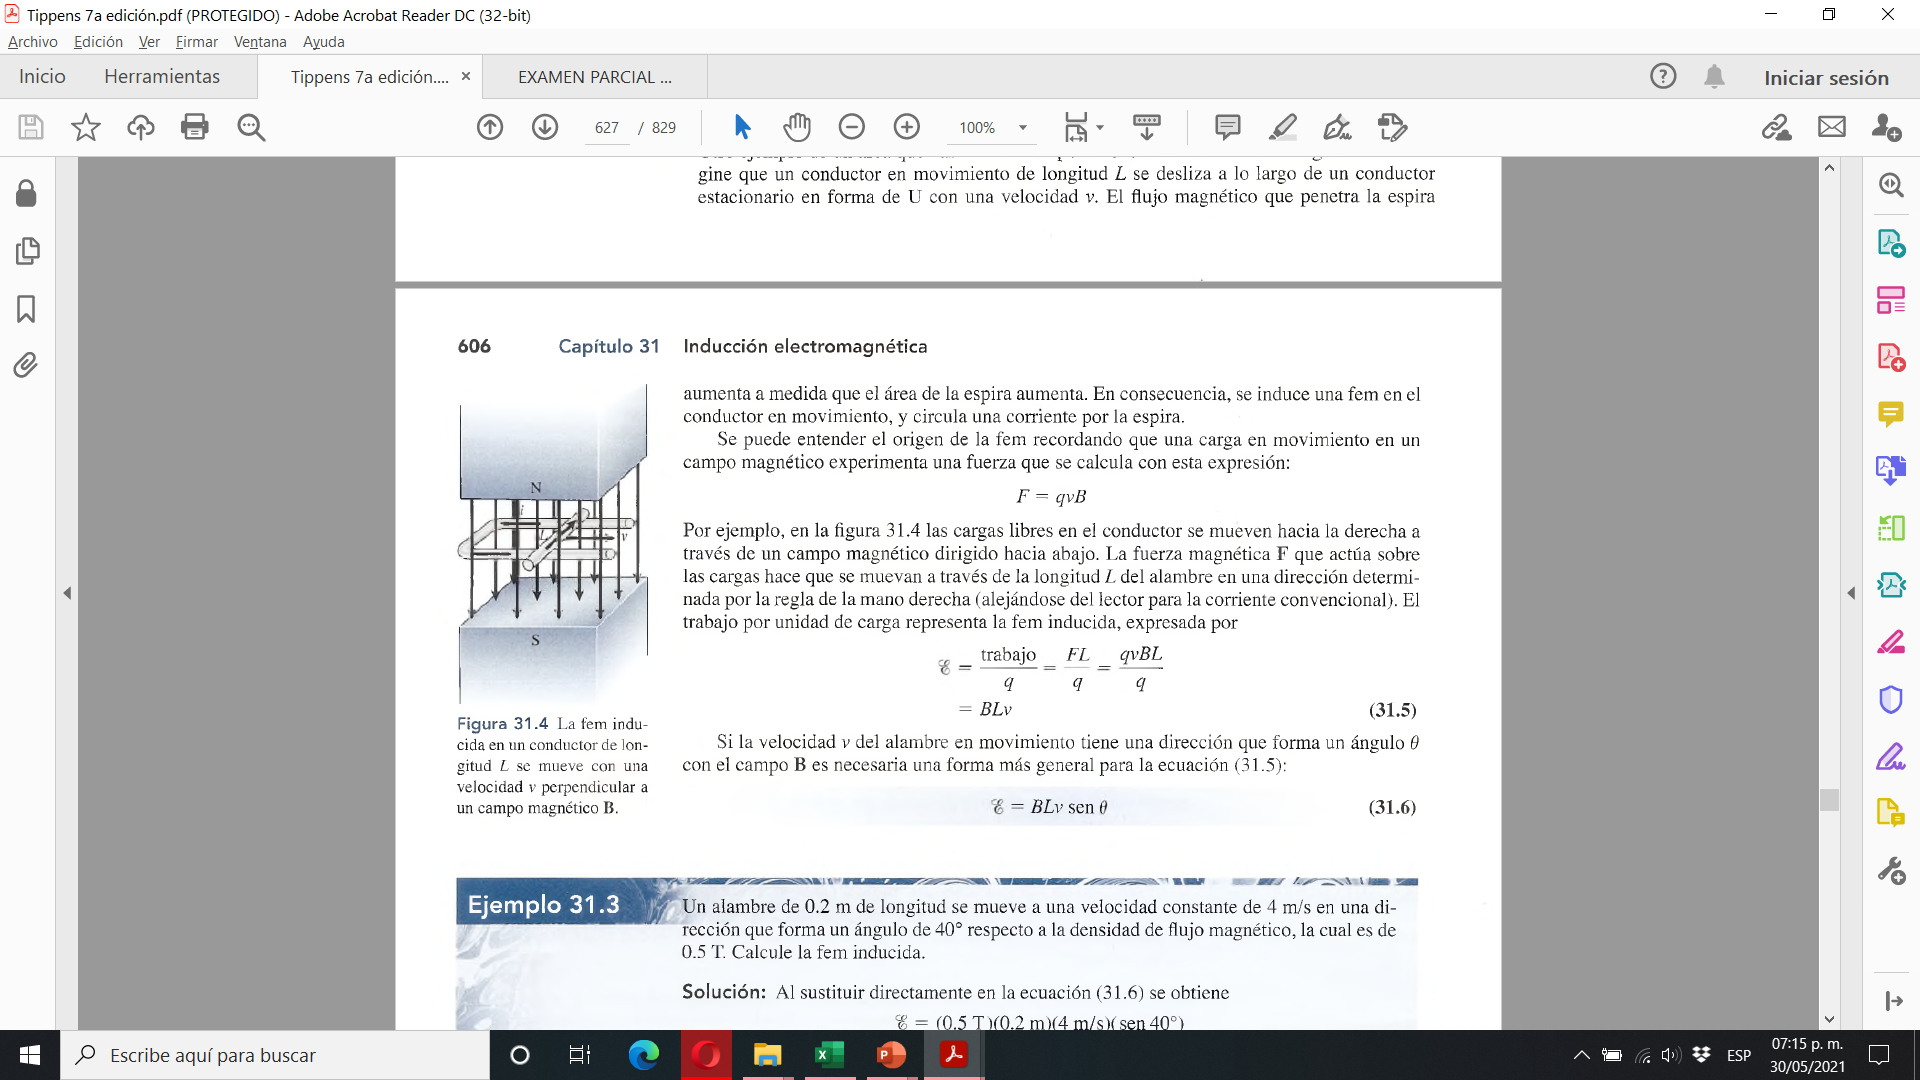 Tippens 7a edición.pdf (PROTEGIDO) - Adobe Acrobat Reader DC (32-bit)
Archivo Edición Ver Firmar Ventana Ayuda
Inicio Herramientas Tippens 7a edición.... × EXAMEN PARCIAL ... Iniciar sesión
627 / 829 100%
gine que un conductor en movimiento de longitud L se desliza a lo largo de un conductor
estacionario en forma de U con una velocidad v. El flujo magnético que penetra la espira
606 Capítulo 31 Inducción electromagnética
aumenta a medida que el área de la espira aumenta. En consecuencia, se induce una fem en el
conductor en movimiento, y circula una corriente por la espira.
Se puede entender el origen de la fem recordando que una carga en movimiento en un
campo magnético experimenta una fuerza que se calcula con esta expresión:
F = qvB
Por ejemplo, en la figura 31.4 las cargas libres en el conductor se mueven hacia la derecha a
través de un campo magnético dirigido hacia abajo. La fuerza magnética F que actúa sobre
las cargas hace que se muevan a través de la longitud L del alambre en una dirección determi-
nada por la regla de la mano derecha (alejándose del lector para la corriente convencional). El
trabajo por unidad de carga representa la fem inducida, expresada por
ℰ = trabajo/q = FL/q = qvBL/q
= BLv (31.5)
Si la velocidad v del alambre en movimiento tiene una dirección que forma un ángulo θ
con el campo B es necesaria una forma más general para la ecuación (31.5):
ℰ = BLv sen θ (31.6)
N
i
L
v
S
Figura 31.4 La fem indu-
cida en un conductor de lon-
gitud L se mueve con una
velocidad v perpendicular a
un campo magnético B.
Ejemplo 31.3
Un alambre de 0.2 m de longitud se mueve a una velocidad constante de 4 m/s en una di-
rección que forma un ángulo de 40° respecto a la densidad de flujo magnético, la cual es de
0.5 T. Calcule la fem inducida.
Solución: Al sustituir directamente en la ecuación (31.6) se obtiene
ℰ = (0.5 T)(0.2 m)(4 m/s)(sen 40°)
Escribe aquí para buscar
ESP
07:15 p. m.
30/05/2021